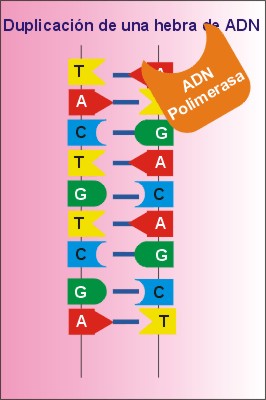 Duplicación de una hebra de ADN
ADN
Polimerasa
T A
A
C G
T A
G C
T A
C G
G C
A T